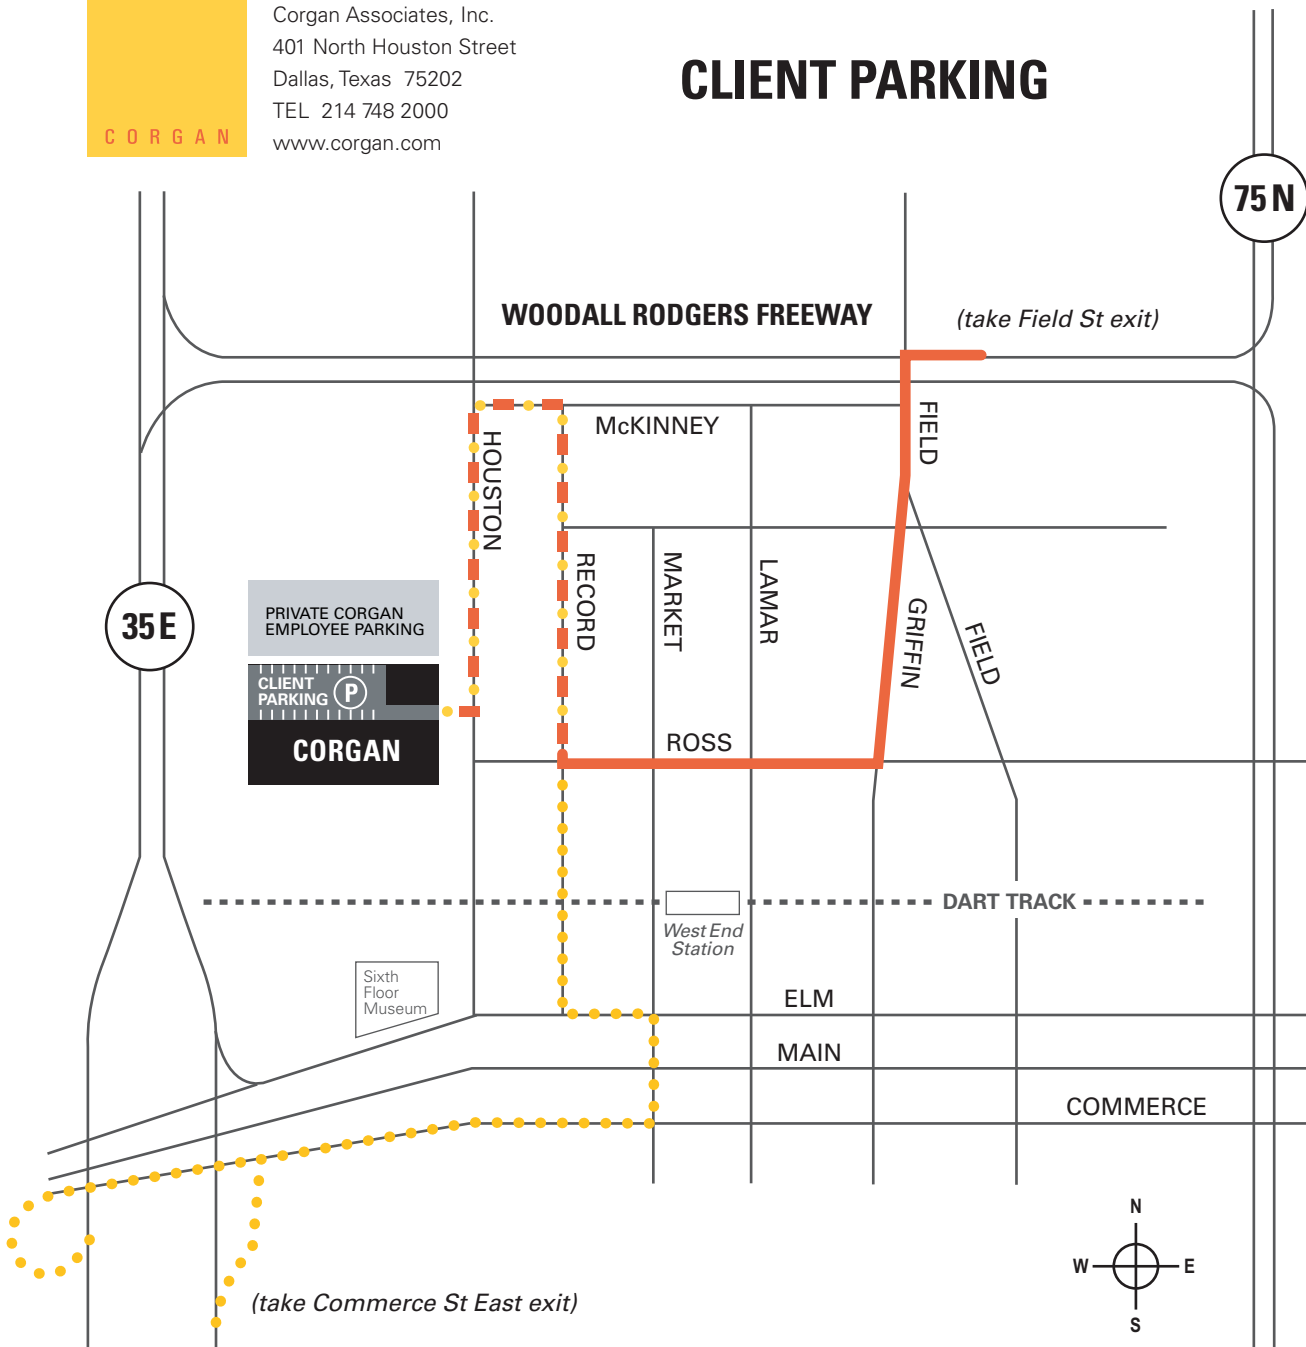 CORGAN
Corgan Associates, Inc.
401 North Houston Street
Dallas, Texas 75202
TEL 214 748 2000
www.corgan.com
CLIENT PARKING
75 N
WOODALL RODGERS FREEWAY
(take Field St exit)
McKINNEY
FIELD
HOUSTON
RECORD
MARKET
LAMAR
GRIFFIN
FIELD
35 E
PRIVATE CORGAN
EMPLOYEE PARKING
CLIENT
PARKING
P
CORGAN
ROSS
DART TRACK
West End
Station
Sixth
Floor
Museum
ELM
MAIN
COMMERCE
(take Commerce St East exit)
N
W
E
S